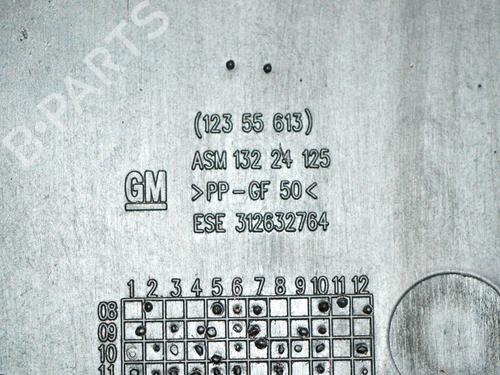 B-PARTS
(123 55 613)
ASM 132 24 125
GM
>PP-GF 50<
ESE 312632764
1 2 3 4 5 6 7 8 9 10 11 12
08
09
10
11